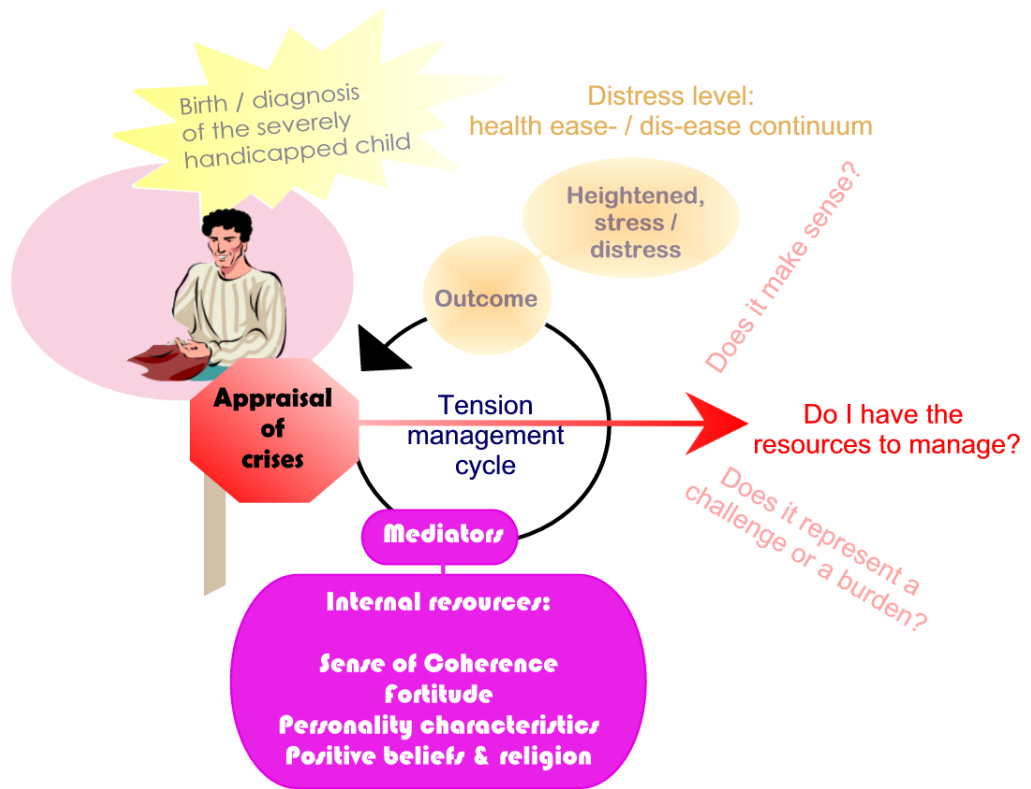 Birth / diagnosis
of the severely
handicapped child
Distress level:
health ease- / dis-ease continuum
Heightened,
stress /
distress
Outcome
Does it make sense?
Appraisal
of
crises
Tension
management
cycle
Do I have the
resources to manage?
Does it represent a
challenge or a burden?
Mediators
Internal resources:
Sense of Coherence
Fortitude
Personality characteristics
Positive beliefs & religion